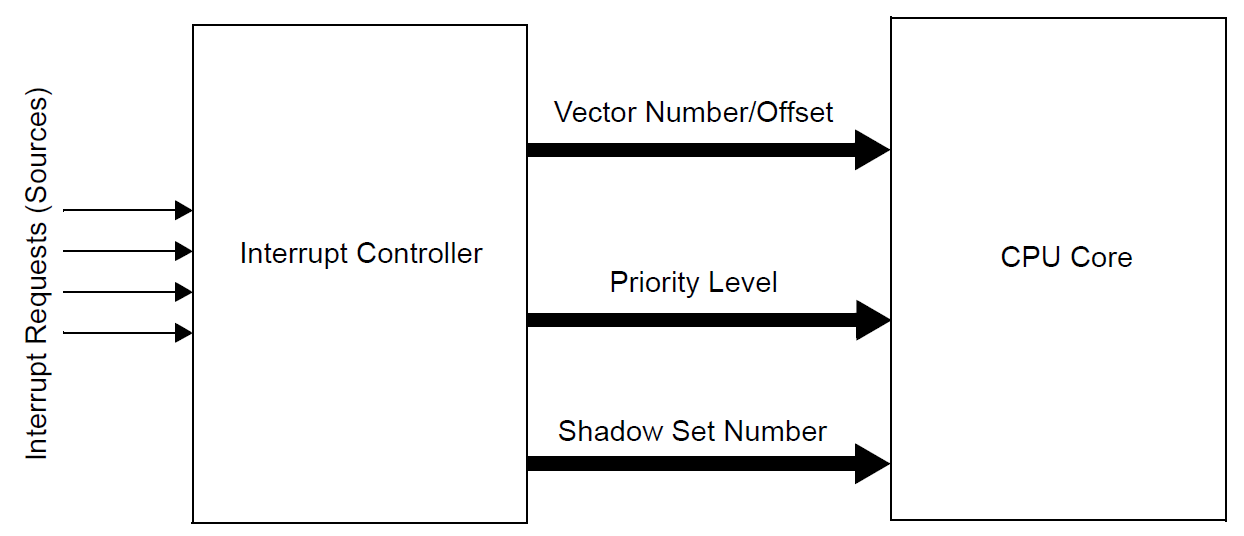 Interrupt Requests (Sources)
Interrupt Controller
Vector Number/Offset
Priority Level
Shadow Set Number
CPU Core